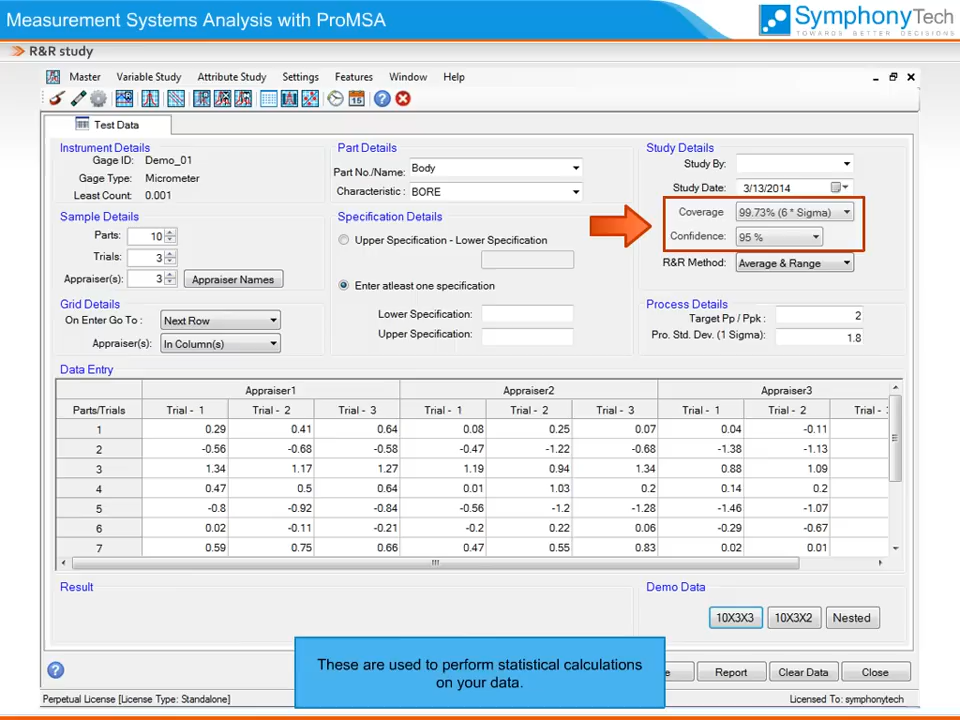 Measurement Systems Analysis with ProMSA
SymphonyTech
TOWARDS BETTER DECISIONS
R&R study
Master Variable Study Attribute Study Settings Features Window Help
15
Test Data
Instrument Details
Gage ID: Demo_01
Gage Type: Micrometer
Least Count: 0.001
Sample Details
Parts: 10
Trials: 3
Appraiser(s): 3 Appraiser Names
Grid Details
On Enter Go To : Next Row
Appraiser(s): In Column(s)
Part Details
Part No./Name: Body
Characteristic : BORE
Specification Details
Upper Specification - Lower Specification
Enter atleast one specification
Lower Specification:
Upper Specification:
Study Details
Study By:
Study Date: 3/13/2014
Coverage 99.73% (6 * Sigma)
Confidence: 95 %
R&R Method: Average & Range
Process Details
Target Pp / Ppk : 2
Pro. Std. Dev. (1 Sigma): 1.8
Data Entry
Appraiser1 Appraiser2 Appraiser3
Parts/Trials Trial - 1 Trial - 2 Trial - 3 Trial - 1 Trial - 2 Trial - 3 Trial - 1 Trial - 2 Trial -
1 0.29 0.41 0.64 0.08 0.25 0.07 0.04 -0.11
2 -0.56 -0.68 -0.58 -0.47 -1.22 -0.68 -1.38 -1.13
3 1.34 1.17 1.27 1.19 0.94 1.34 0.88 1.09
4 0.47 0.5 0.64 0.01 1.03 0.2 0.14 0.2
5 -0.8 -0.92 -0.84 -0.56 -1.2 -1.28 -1.46 -1.07
6 0.02 -0.11 -0.21 -0.2 0.22 0.06 -0.29 -0.67
7 0.59 0.75 0.66 0.47 0.55 0.83 0.02 0.01
Result
Demo Data
10X3X3 10X3X2 Nested
These are used to perform statistical calculations
on your data.
Report Clear Data Close
Perpetual License [License Type: Standalone] Licensed To: symphonytech